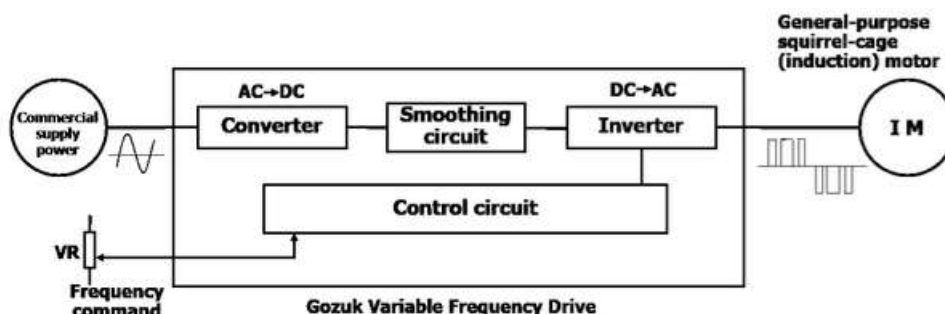 General-purpose
squirrel-cage
(induction) motor
AC→DC
DC→AC
Commercial
supply
power
Converter
Smoothing
circuit
Inverter
I M
Control circuit
VR
Frequency
command
Gozuk Variable Frequency Drive